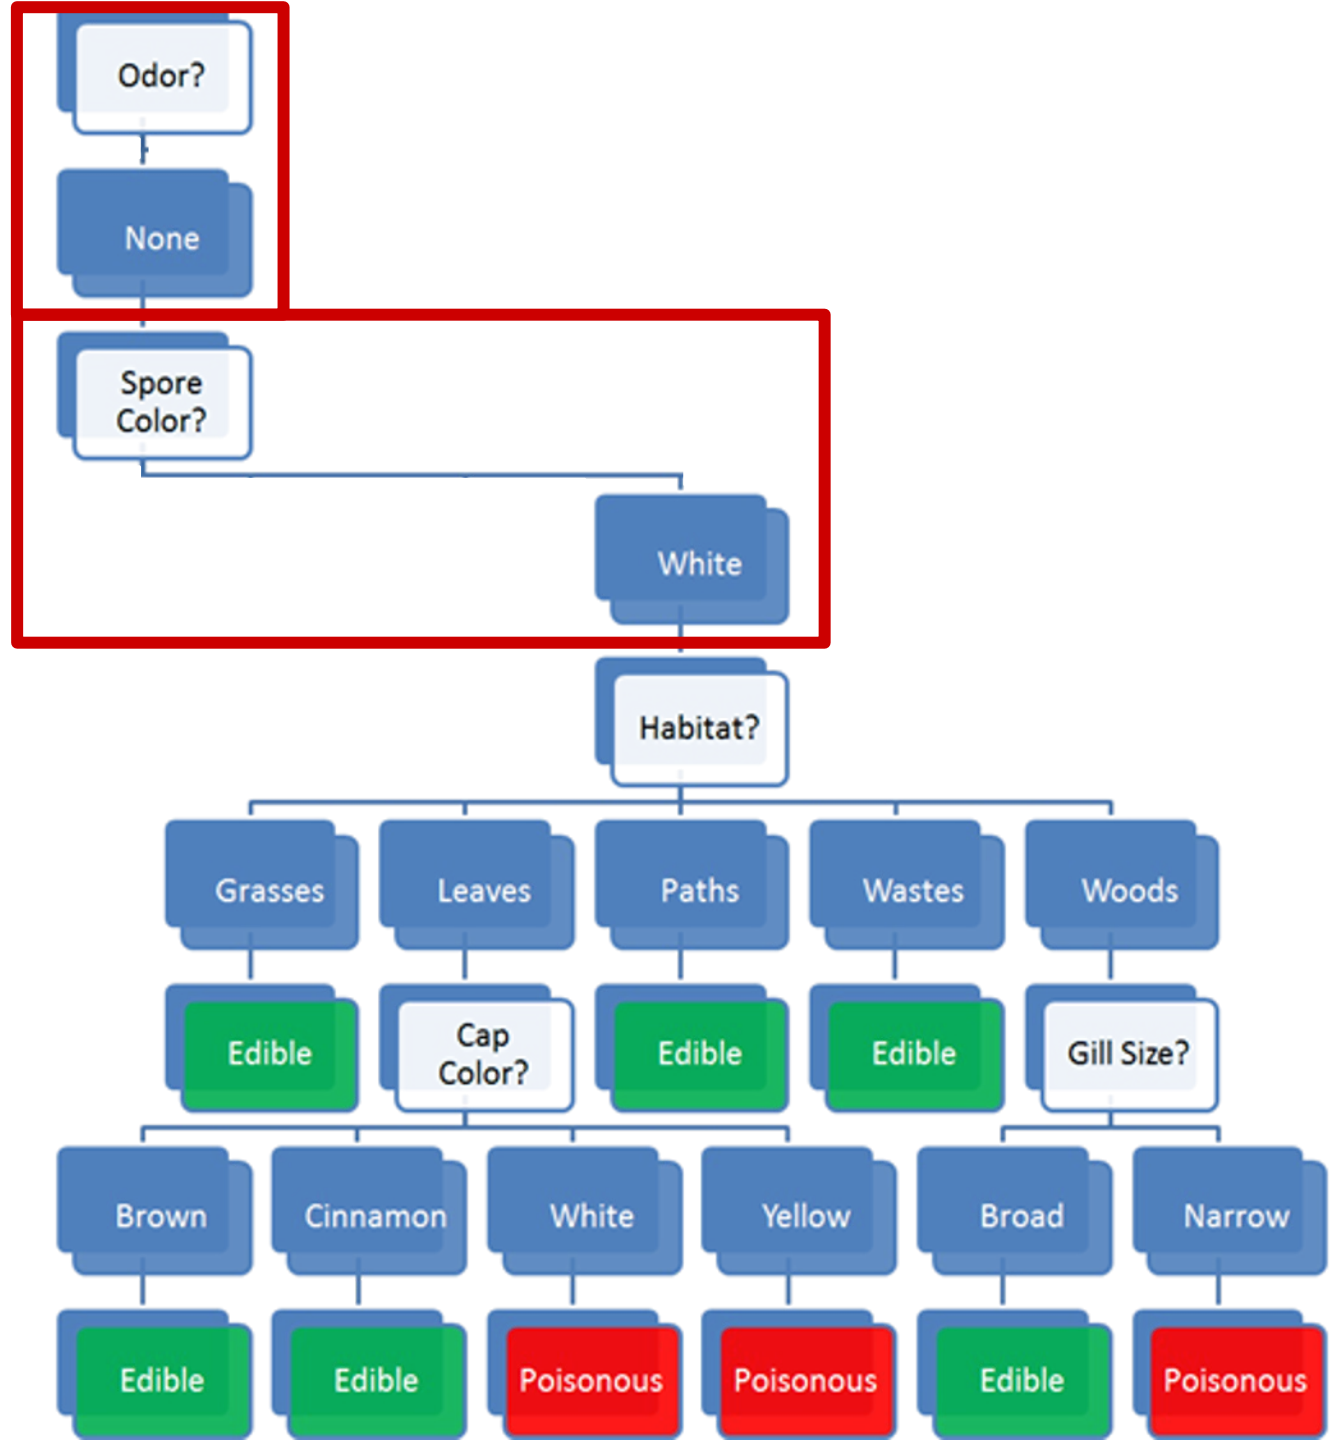 Odor?
None
Spore
Color?
White
Habitat?
Grasses
Leaves
Paths
Wastes
Woods
Edible
Cap
Color?
Edible
Edible
Gill Size?
Brown
Cinnamon
White
Yellow
Broad
Narrow
Edible
Edible
Poisonous
Poisonous
Edible
Poisonous